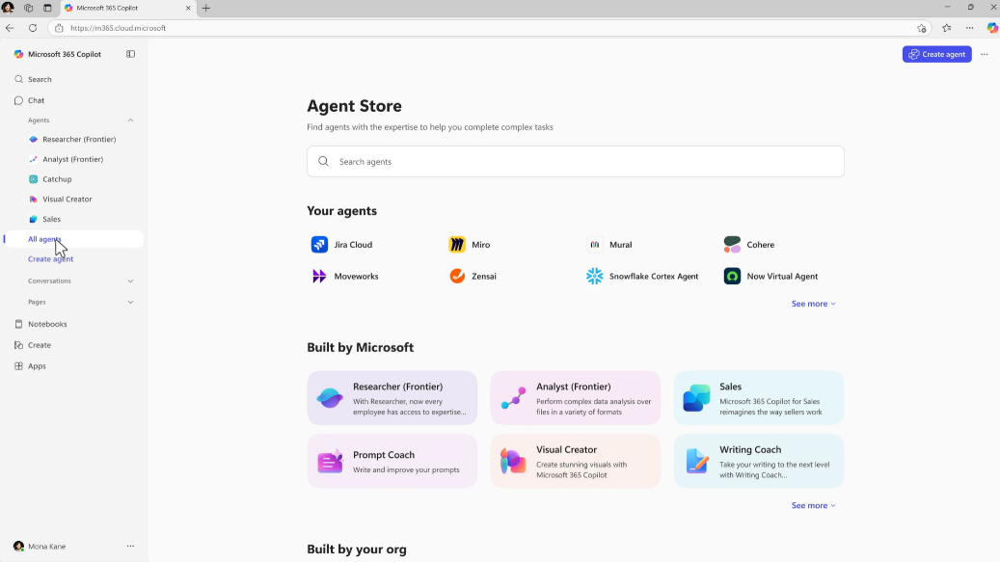 Microsoft 365 Copilot
https://m365.cloud.microsoft
Microsoft 365 Copilot
Search
Chat
Agents
Researcher (Frontier)
Analyst (Frontier)
Catchup
Visual Creator
Sales
All agents
Create agent
Conversations
Pages
Notebooks
Create
Apps
Mona Kane
Create agent
Agent Store
Find agents with the expertise to help you complete complex tasks
Search agents
Your agents
Jira Cloud
Miro
Mural
Cohere
Moveworks
Zensai
Snowflake Cortex Agent
Now Virtual Agent
See more
Built by Microsoft
Researcher (Frontier)
With Researcher, now every
employee has access to expertise...
Analyst (Frontier)
Perform complex data analysis over
files in a variety of formats
Sales
Microsoft 365 Copilot for Sales
reimagines the way sellers work
Prompt Coach
Write and improve your prompts
Visual Creator
Create stunning visuals with
Microsoft 365 Copilot
Writing Coach
Take your writing to the next level
with Writing Coach...
See more
Built by your org